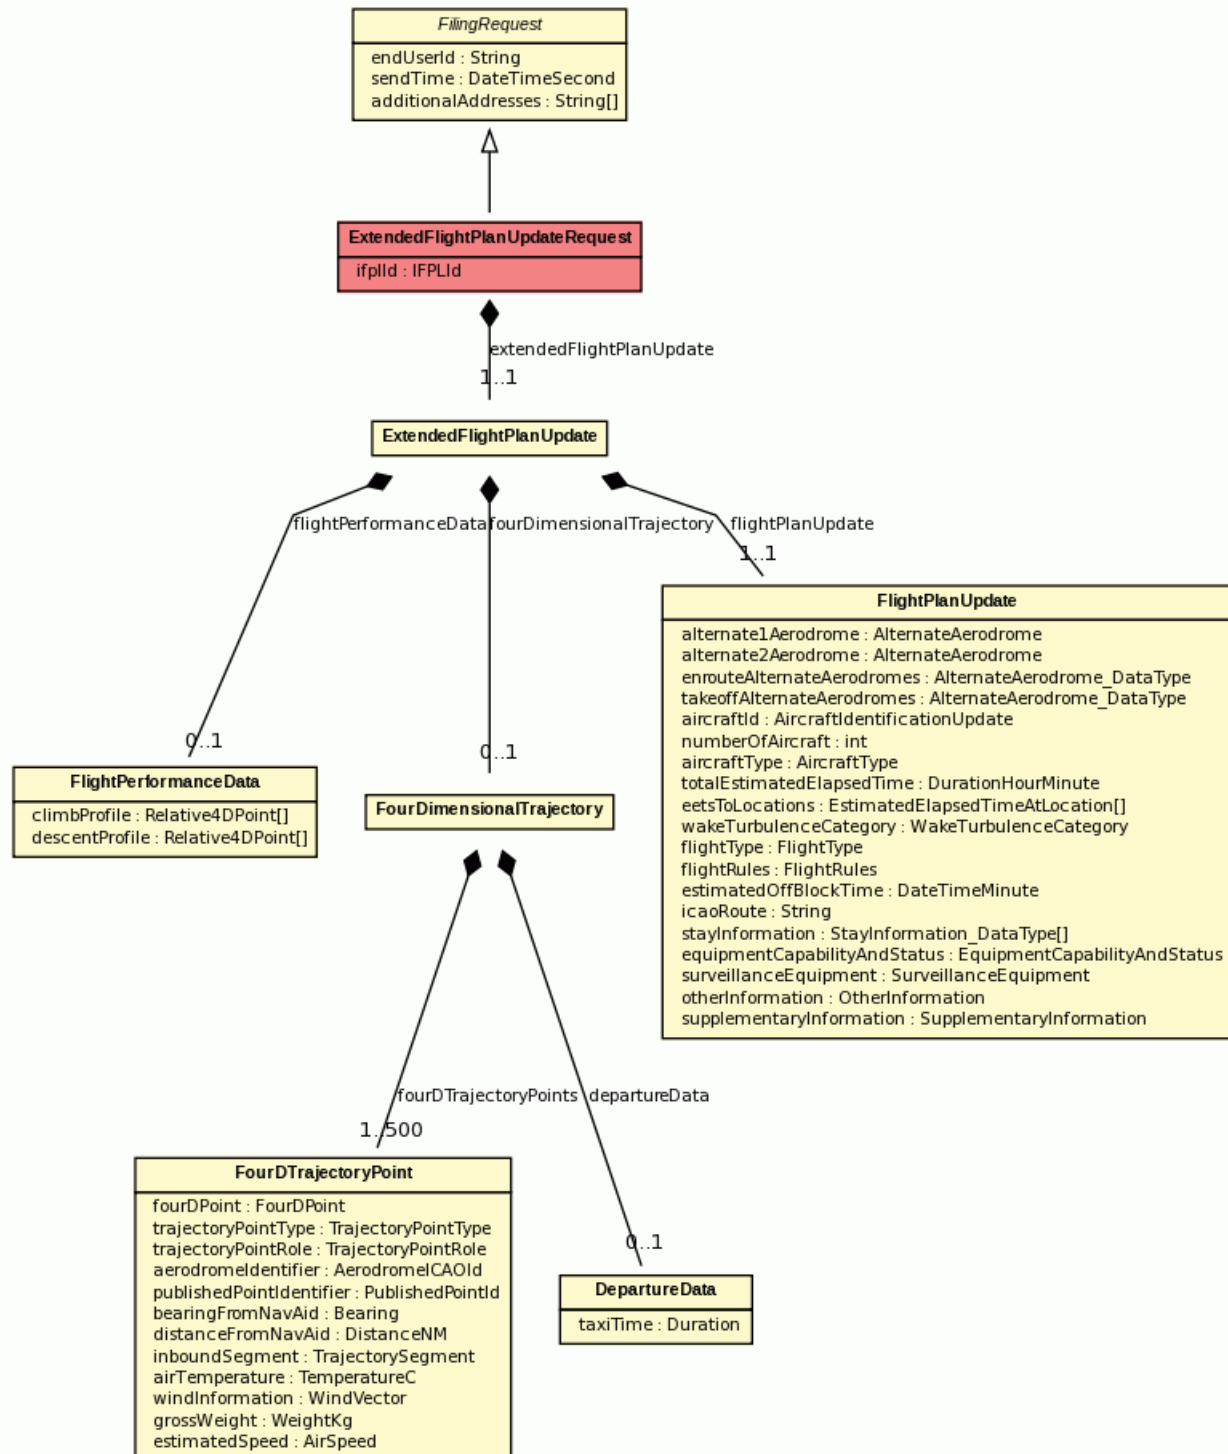 FilingRequest
endUserId : String
sendTime : DateTimeSecond
additionalAddresses : String[]
ExtendedFlightPlanUpdateRequest
ifplId : IFPLId
extendedFlightPlanUpdate
1..1
ExtendedFlightPlanUpdate
flightPerformanceData
fourDimensionalTrajectory
flightPlanUpdate
1..1
0..1
0..1
FlightPlanUpdate
alternate1Aerodrome : AlternateAerodrome
alternate2Aerodrome : AlternateAerodrome
enrouteAlternateAerodromes : AlternateAerodrome_DataType
takeoffAlternateAerodromes : AlternateAerodrome_DataType
aircraftId : AircraftIdentificationUpdate
numberOfAircraft : int
aircraftType : AircraftType
totalEstimatedElapsedTime : DurationHourMinute
eetsToLocations : EstimatedElapsedTimeAtLocation[]
wakeTurbulenceCategory : WakeTurbulenceCategory
flightType : FlightType
flightRules : FlightRules
estimatedOffBlockTime : DateTimeMinute
icaoRoute : String
stayInformation : StayInformation_DataType[]
equipmentCapabilityAndStatus : EquipmentCapabilityAndStatus
surveillanceEquipment : SurveillanceEquipment
otherInformation : OtherInformation
supplementaryInformation : SupplementaryInformation
FlightPerformanceData
climbProfile : Relative4DPoint[]
descentProfile : Relative4DPoint[]
FourDimensionalTrajectory
fourDTrajectoryPoints
departureData
1..500
0..1
FourDTrajectoryPoint
fourDPoint : FourDPoint
trajectoryPointType : TrajectoryPointType
trajectoryPointRole : TrajectoryPointRole
aerodromeIdentifier : AerodromeICAOId
publishedPointIdentifier : PublishedPointId
bearingFromNavAid : Bearing
distanceFromNavAid : DistanceNM
inboundSegment : TrajectorySegment
airTemperature : TemperatureC
windInformation : WindVector
grossWeight : WeightKg
estimatedSpeed : AirSpeed
DepartureData
taxiTime : Duration